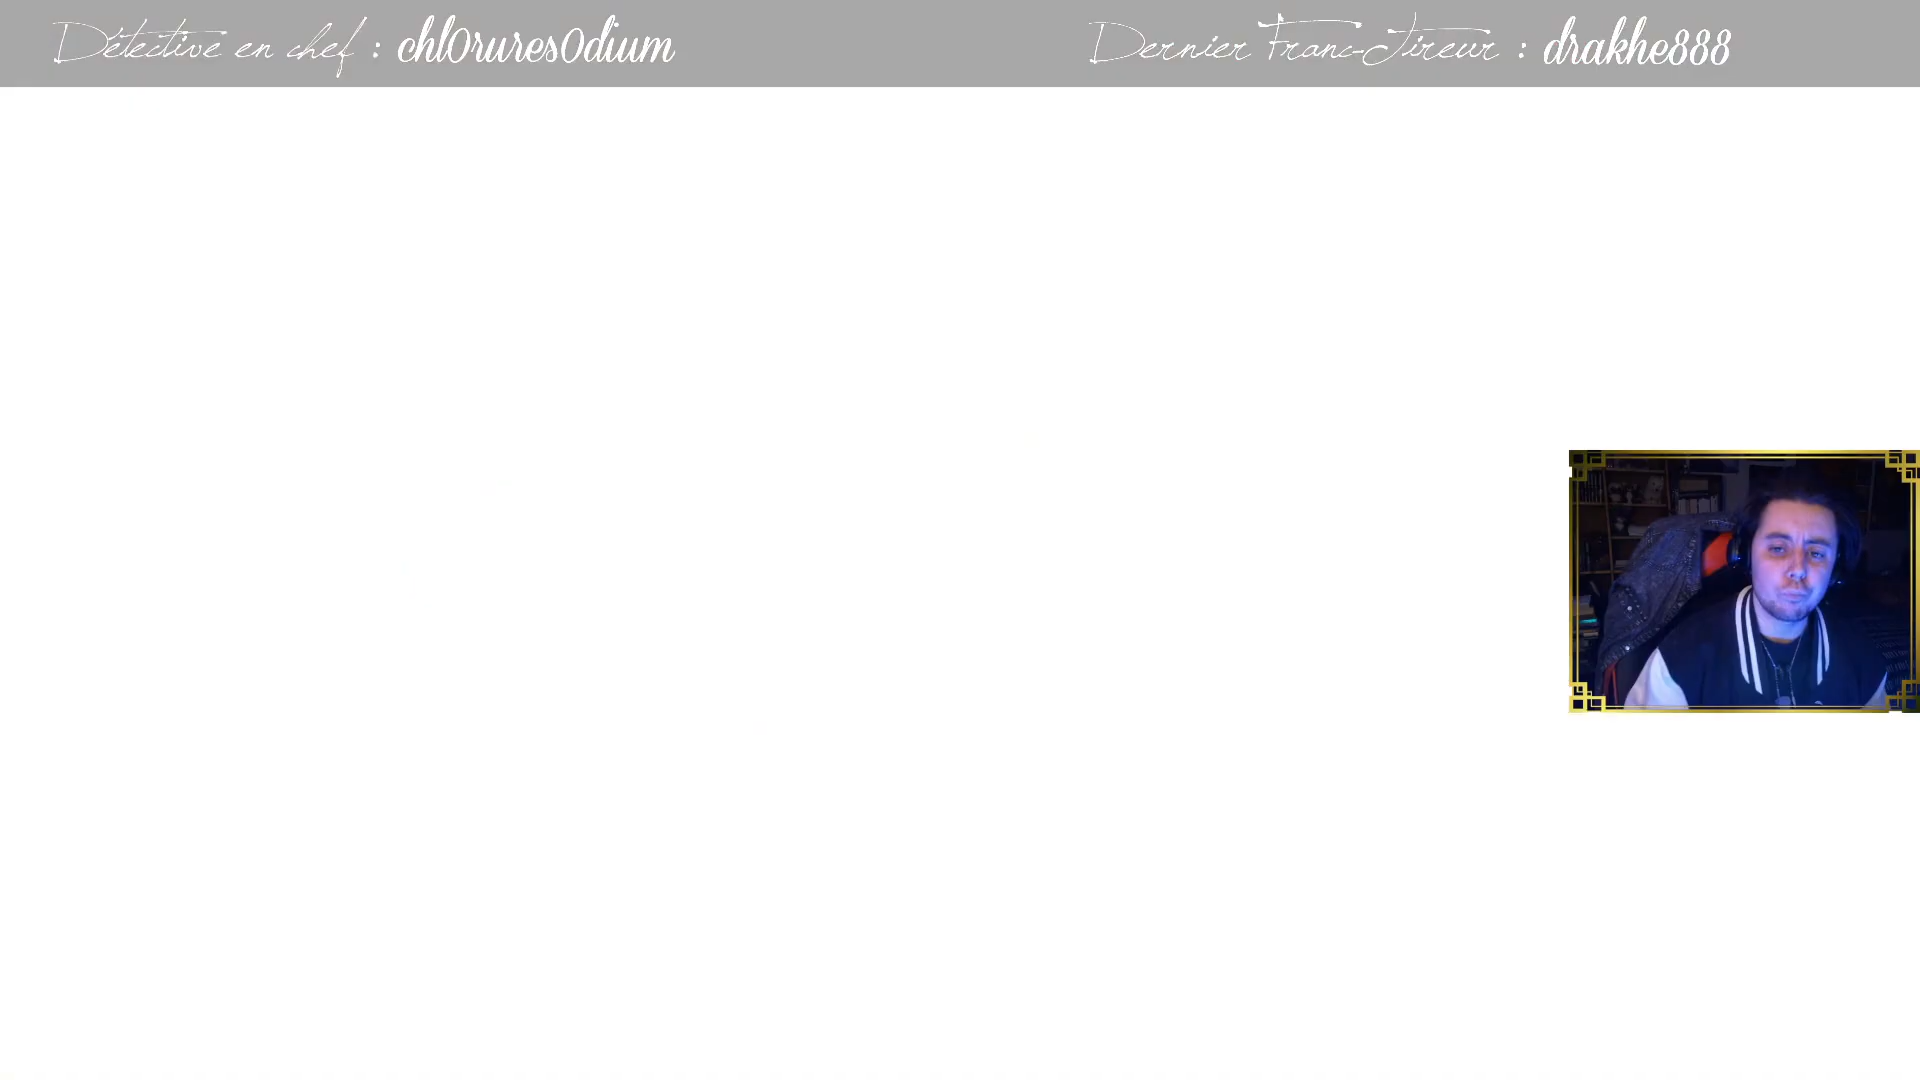 Détective en chef : chl0rures0dium
Dernier Franc-Tireur : drakhe888